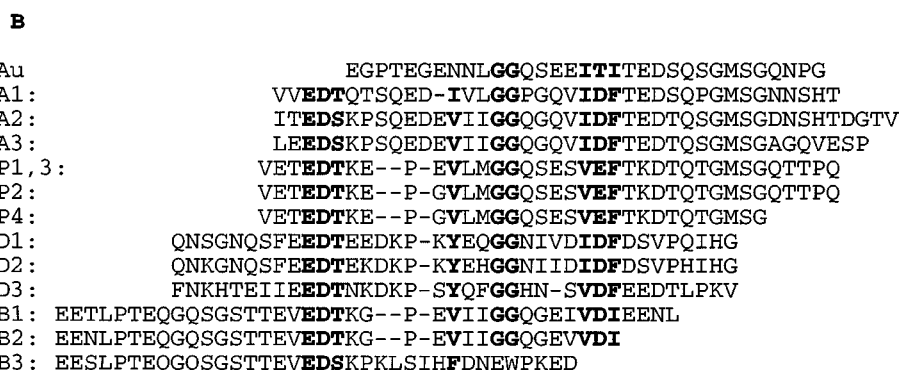 B
Au EGPTEGENNLGGQSEEITITEDSQSGMSGQNPG
A1: VVEDTQTSQED-IVLGGPGQVIDFTEDSQPGMSGNNSHT
A2: ITEDSKPSQEDEVIIGGQGQVIDFTEDTQSGMSGDNSHTDGTV
A3: LEEDSKPSQEDEVIIGGQGQVIDFTEDTQSGMSGAGQVESP
P1,3: VETEDTKE--P-EVLMGGQSESVEFTKDTQTGMSGQTTPQ
P2: VETEDTKE--P-GVLMGGQSESVEFTKDTQTGMSGQTTPQ
P4: VETEDTKE--P-GVLMGGQSESVEFTKDTQTGMSG
D1: QNSGNQSFEEDTEEDKP-KYEQGGNIVDIDFDSVPQIHG
D2: QNKGNQSFEEDTEKDKP-KYEHGGNIIDIDFDSVPHIHG
D3: FNKHTEIIEEDTNKDKP-SYQFGGHN-SVDFEEDTLPKV
B1: EETLPTEQGQSGSTTEVEDTKG--P-EVIIGGQGEIVDIEENL
B2: EENLPTEQGQSGSTTEVEDTKG--P-EVIIGGQGEVVDI
B3: EESLPTEQGOSGSTTEVEDSKPKLSIHFDNEWPKED